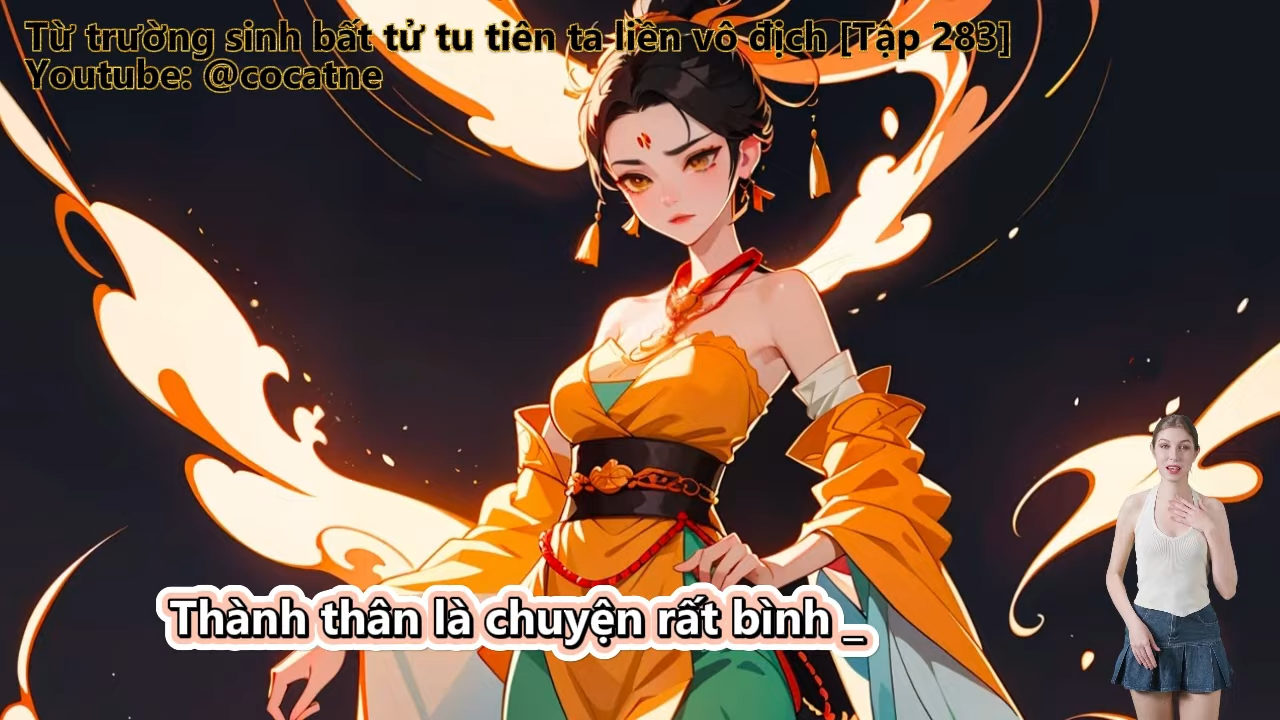 Từ trường sinh bất tử tu tiên ta liền vô địch [Tập 283]
Youtube: @cocatne
Thành thân là chuyện rất bình _